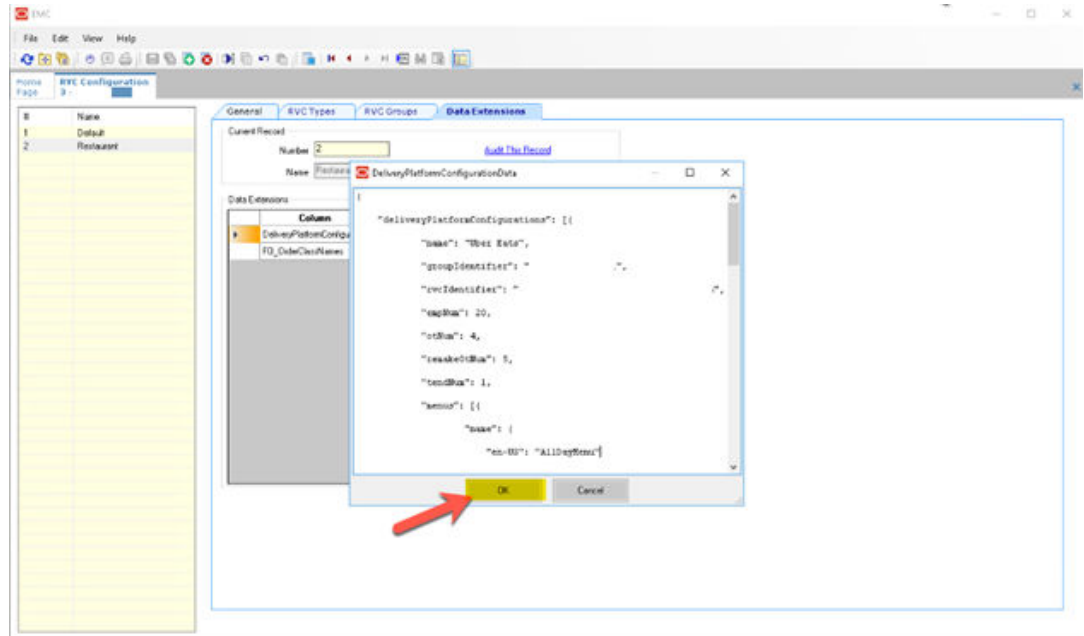 EMC
File Edit View Help
Home Page
RVC Configuration
3 -
# Name
1 Default
2 Restaurant
General RVC Types RVC Groups Data Extensions
Current Record
Number 2
Audit This Record
Name
Data Extensions
Column
FO_OrderClassNames
DeliveryPlatformConfigurationData
{
"deliveryPlatformConfigurations": [{
"name": "Uber Eats",
"groupIdentifier": " ",
"rvcIdentifier": " ",
"empNum": 20,
"otNum": 4,
"remakeOtNum": 5,
"tendNum": 1,
"menus": [{
"name": {
"en-US": "AllDayMenu"
OK Cancel